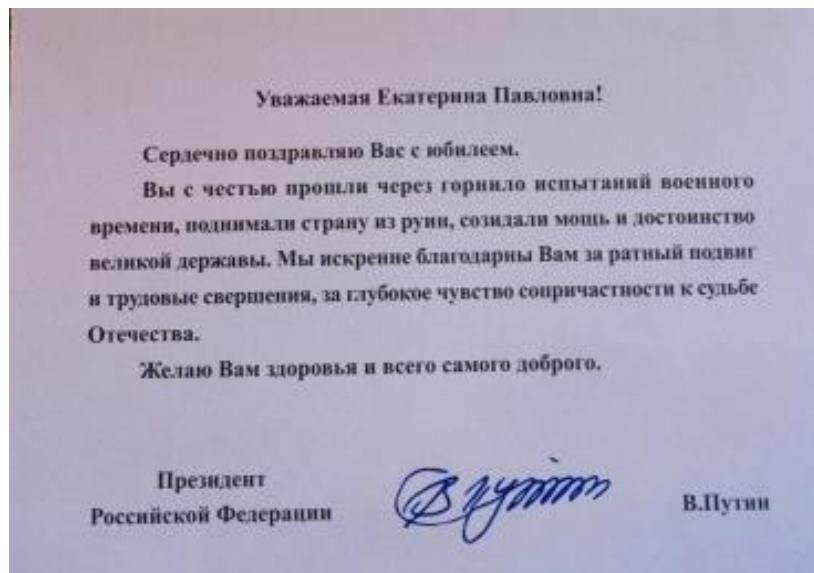 Уважаемая Екатерина Павловна!
Сердечно поздравляю Вас с юбилеем.
Вы с честью прошли через горнило испытаний военного
времени, поднимали страну из руин, созидали мощь и достоинство
великой державы. Мы искренне благодарны Вам за ратный подвиг
и трудовые свершения, за глубокое чувство сопричастности к судьбе
Отечества.
Желаю Вам здоровья и всего самого доброго.
Президент
Российской Федерации
В.Путин